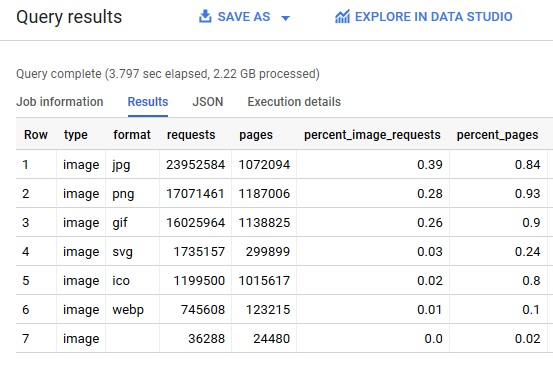 Query results SAVE AS EXPLORE IN DATA STUDIO
Query complete (3.797 sec elapsed, 2.22 GB processed)
Job information Results JSON Execution details
Row type format requests pages percent_image_requests percent_pages
1 image jpg 23952584 1072094 0.39 0.84
2 image png 17071461 1187006 0.28 0.93
3 image gif 16025964 1138825 0.26 0.9
4 image svg 1735157 299899 0.03 0.24
5 image ico 1199500 1015617 0.02 0.8
6 image webp 745608 123215 0.01 0.1
7 image 36288 24480 0.0 0.02